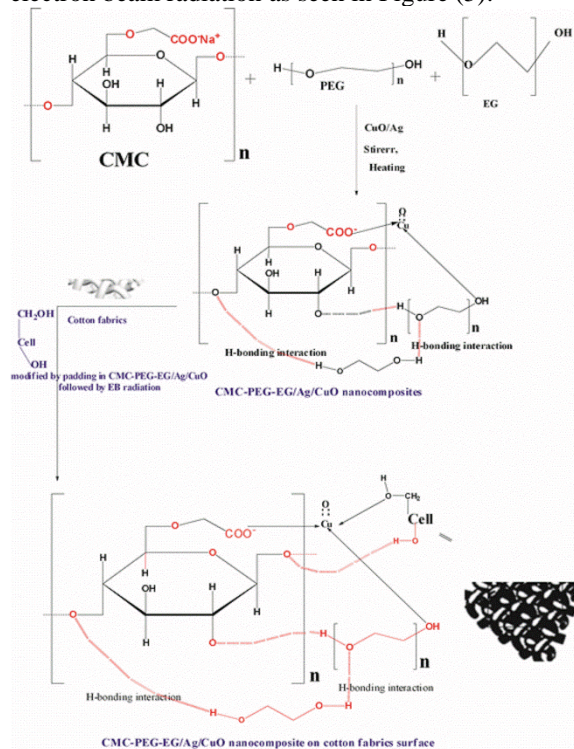 electron beam radiation as seen in Figure (3).
O
COO⁻Na⁺
H
O
O
H
OH
H
O
H
OH
n
CMC
+
H
O
OH
n
PEG
+
H
O
OH
EG
CuO/Ag
Stirerr,
Heating
O
COO⁻
O
Cu
H
O
O
H
OH
H
H
O
H
O
n
H
O
OH
n
H-bonding interaction
H-bonding interaction
H
O
O
H
CMC-PEG-EG/Ag/CuO nanocomposites
Cotton fabrics
CH2OH
Cell
OH
modified by padding in CMC-PEG-EG/Ag/CuO
followed by EB radiation
H
O
CH2
Cell
H
O
O
Cu
O
COO⁻
H
H
O
O
H
OH
H
H
O
H
O
n
H
O
OH
n
H-bonding interaction
H-bonding interaction
H
O
O
H
CMC-PEG-EG/Ag/CuO nanocomposite on cotton fabrics surface